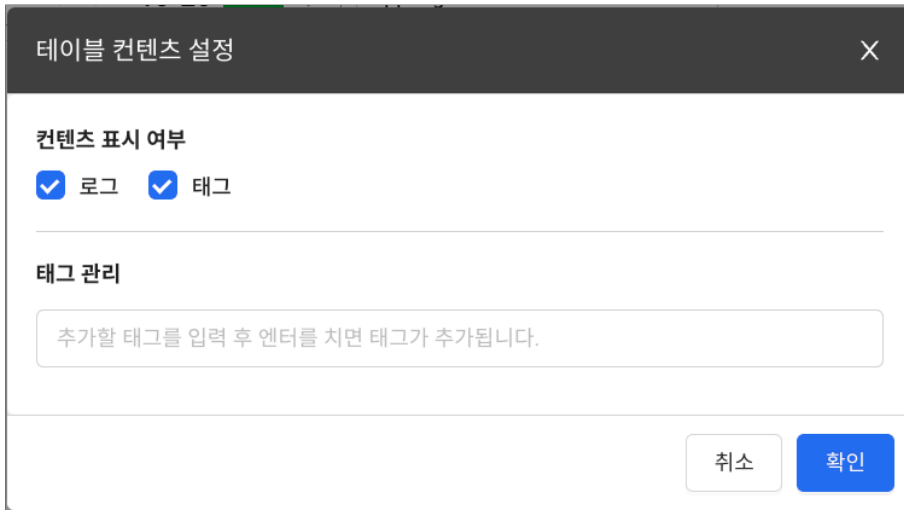 테이블 컨텐츠 설정
컨텐츠 표시 여부
로그 태그
태그 관리
추가할 태그를 입력 후 엔터를 치면 태그가 추가됩니다.
취소 확인